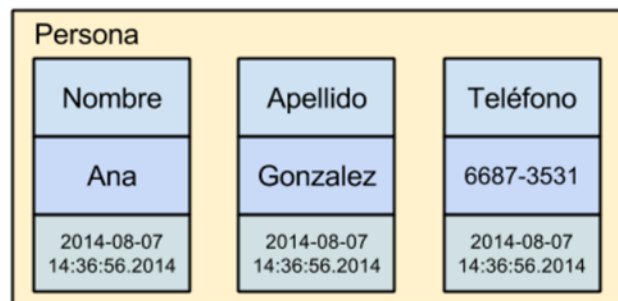 Persona
Nombre Apellido Teléfono
Ana Gonzalez 6687-3531
2014-08-07 2014-08-07 2014-08-07
14:36:56.2014 14:36:56.2014 14:36:56.2014